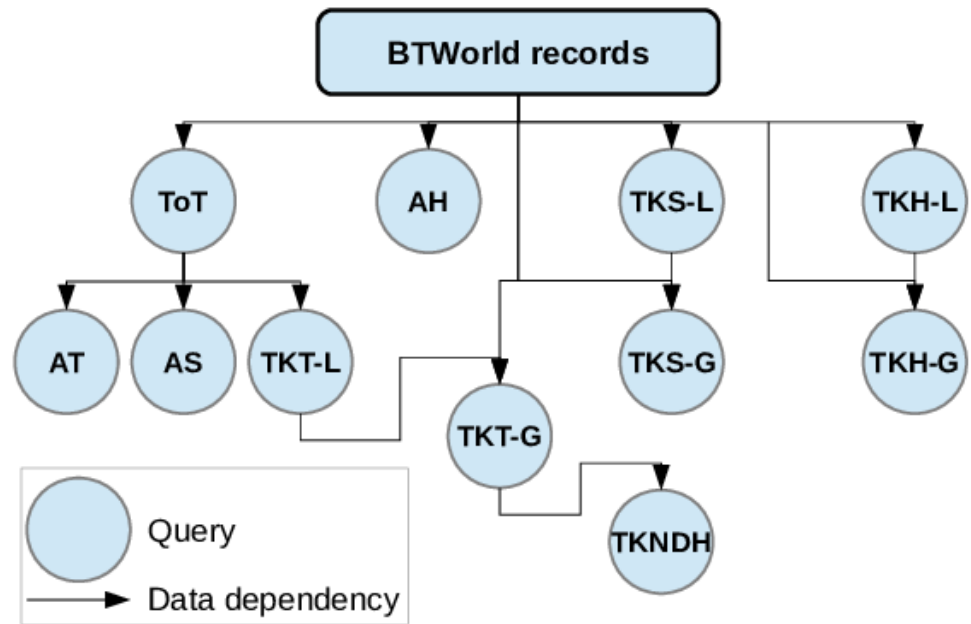 BTWorld records
ToT
AH
TKS-L
TKH-L
AT
AS
TKT-L
TKS-G
TKH-G
TKT-G
TKNDH
Query
Data dependency